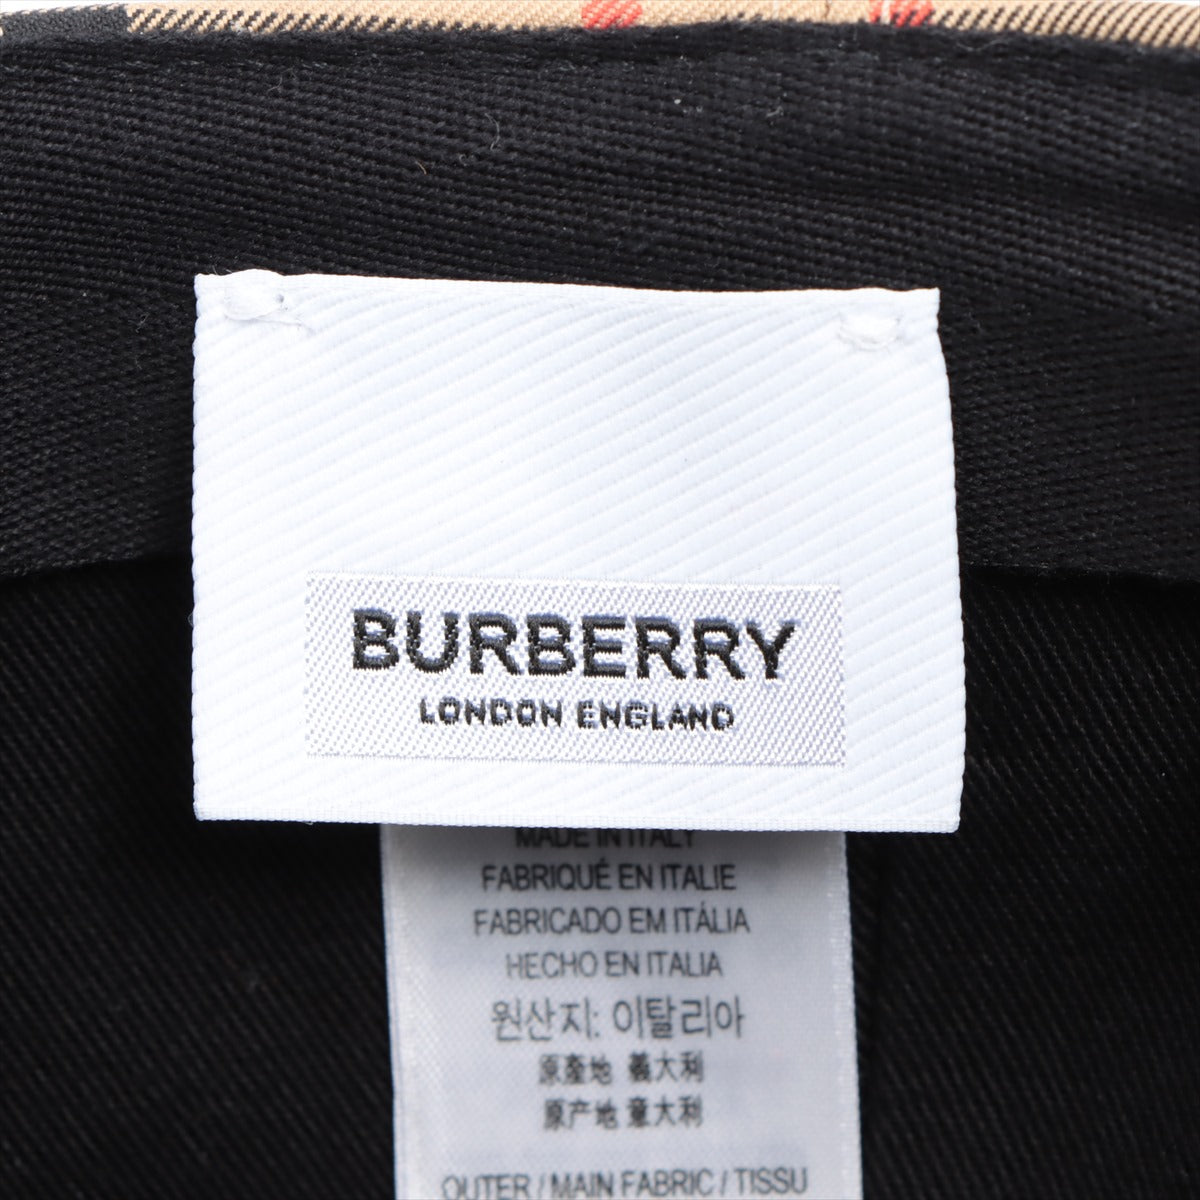 BURBERRY
LONDON ENGLAND
MADE IN ITALY
FABRIQUÉ EN ITALIE
FABRICADO EM ITÁLIA
HECHO EN ITALIA
원산지: 이탈리아
原產地 義大利
原产地 意大利
OUTER / MAIN FABRIC / TISSU